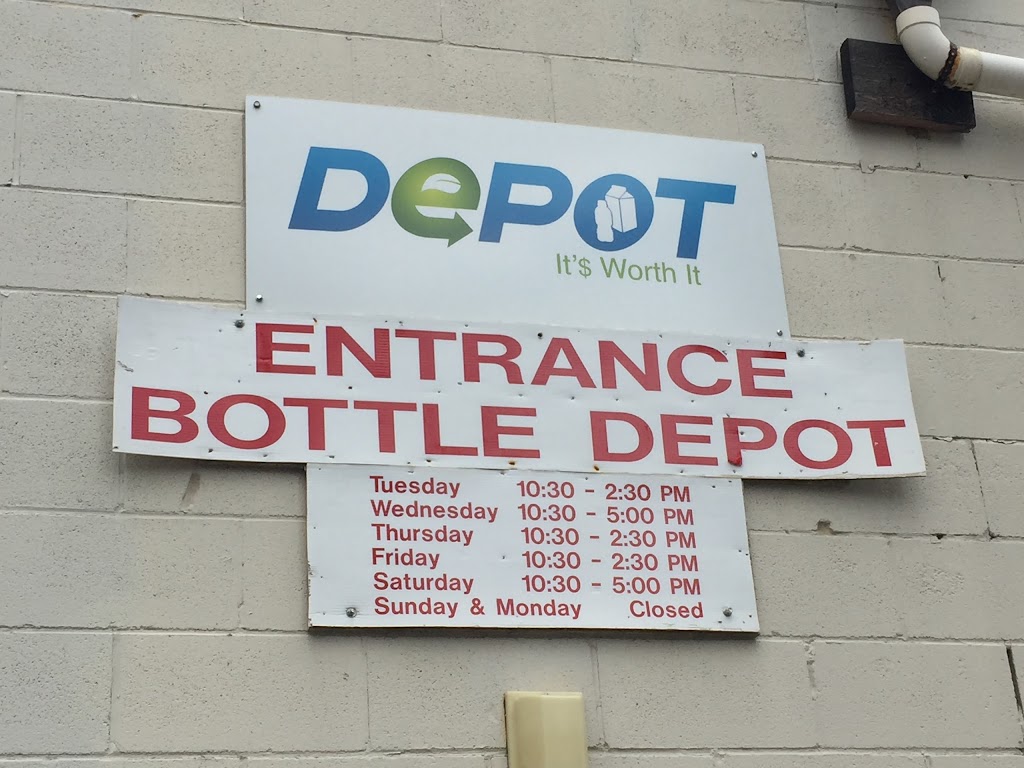 DePOT
It'$ Worth It
ENTRANCE
BOTTLE DEPOT
Tuesday 10:30 - 2:30 PM
Wednesday 10:30 - 5:00 PM
Thursday 10:30 - 2:30 PM
Friday 10:30 - 2:30 PM
Saturday 10:30 - 5:00 PM
Sunday & Monday Closed